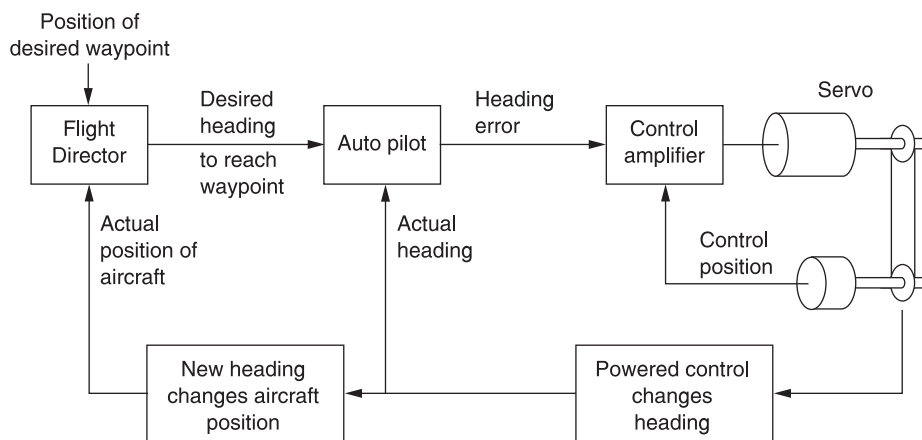 Position of
desired waypoint
Flight
Director
Desired
heading
to reach
waypoint
Auto pilot
Heading
error
Control
amplifier
Servo
Actual
position of
aircraft
Actual
heading
Control
position
New heading
changes aircraft
position
Powered control
changes
heading